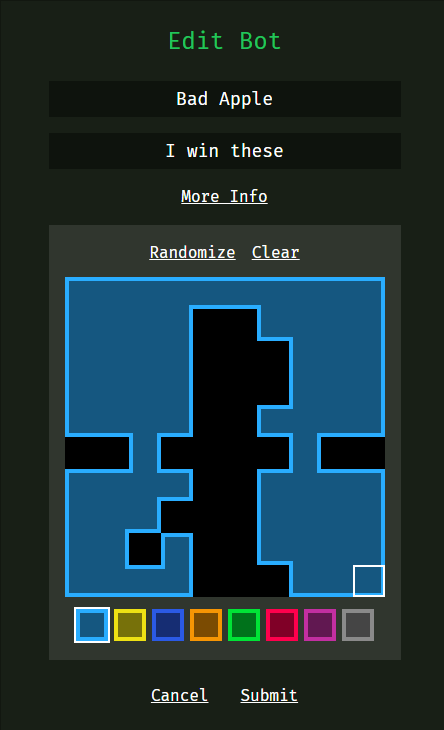 Edit Bot
Bad Apple
I win these
More Info
Randomize Clear
Cancel Submit